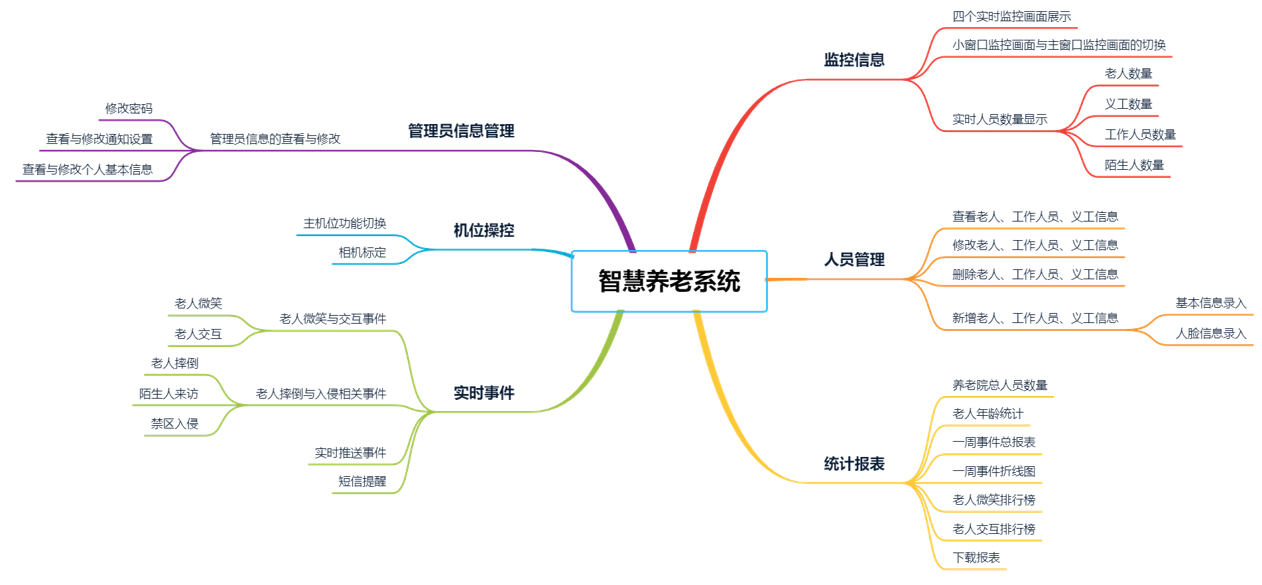 智慧养老系统
监控信息
四个实时监控画面展示
小窗口监控画面与主窗口监控画面的切换
实时人员数量显示
老人数量
义工数量
工作人员数量
陌生人数量
人员管理
查看老人、工作人员、义工信息
修改老人、工作人员、义工信息
删除老人、工作人员、义工信息
新增老人、工作人员、义工信息
基本信息录入
人脸信息录入
统计报表
养老院总人员数量
老人年龄统计
一周事件总报表
一周事件折线图
老人微笑排行榜
老人交互排行榜
下载报表
管理员信息管理
管理员信息的查看与修改
修改密码
查看与修改通知设置
查看与修改个人基本信息
机位操控
主机位功能切换
相机标定
实时事件
老人微笑与交互事件
老人微笑
老人交互
老人摔倒与入侵相关事件
老人摔倒
陌生人来访
禁区入侵
实时推送事件
短信提醒